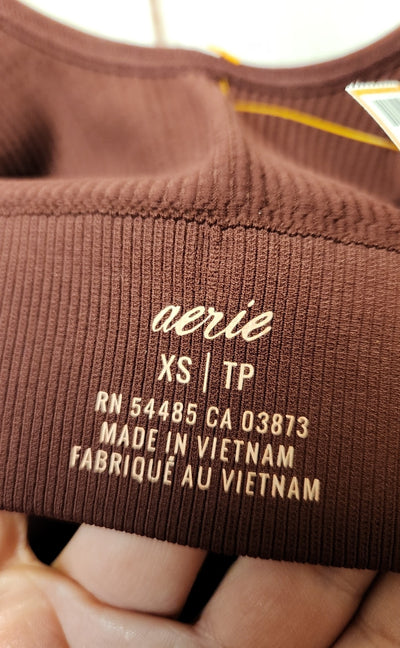 aerie
XS | TP
RN 54485 CA 03873
MADE IN VIETNAM
FABRIQUÉ AU VIETNAM